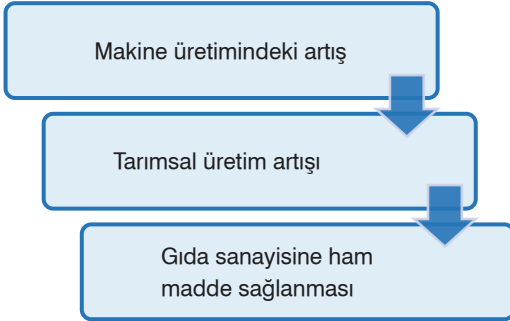 Makine üretimindeki artış
Tarımsal üretim artışı
Gıda sanayisine ham
madde sağlanması